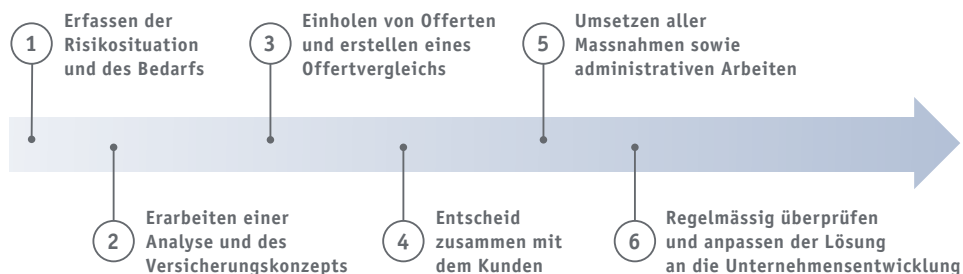 1
Erfassen der
Risikosituation
und des Bedarfs
2
Erarbeiten einer
Analyse und des
Versicherungskonzepts
3
Einholen von Offerten
und erstellen eines
Offertvergleichs
4
Entscheid
zusammen mit
dem Kunden
5
Umsetzen aller
Massnahmen sowie
administrativen Arbeiten
6
Regelmässig überprüfen
und anpassen der Lösung
an die Unternehmensentwicklung